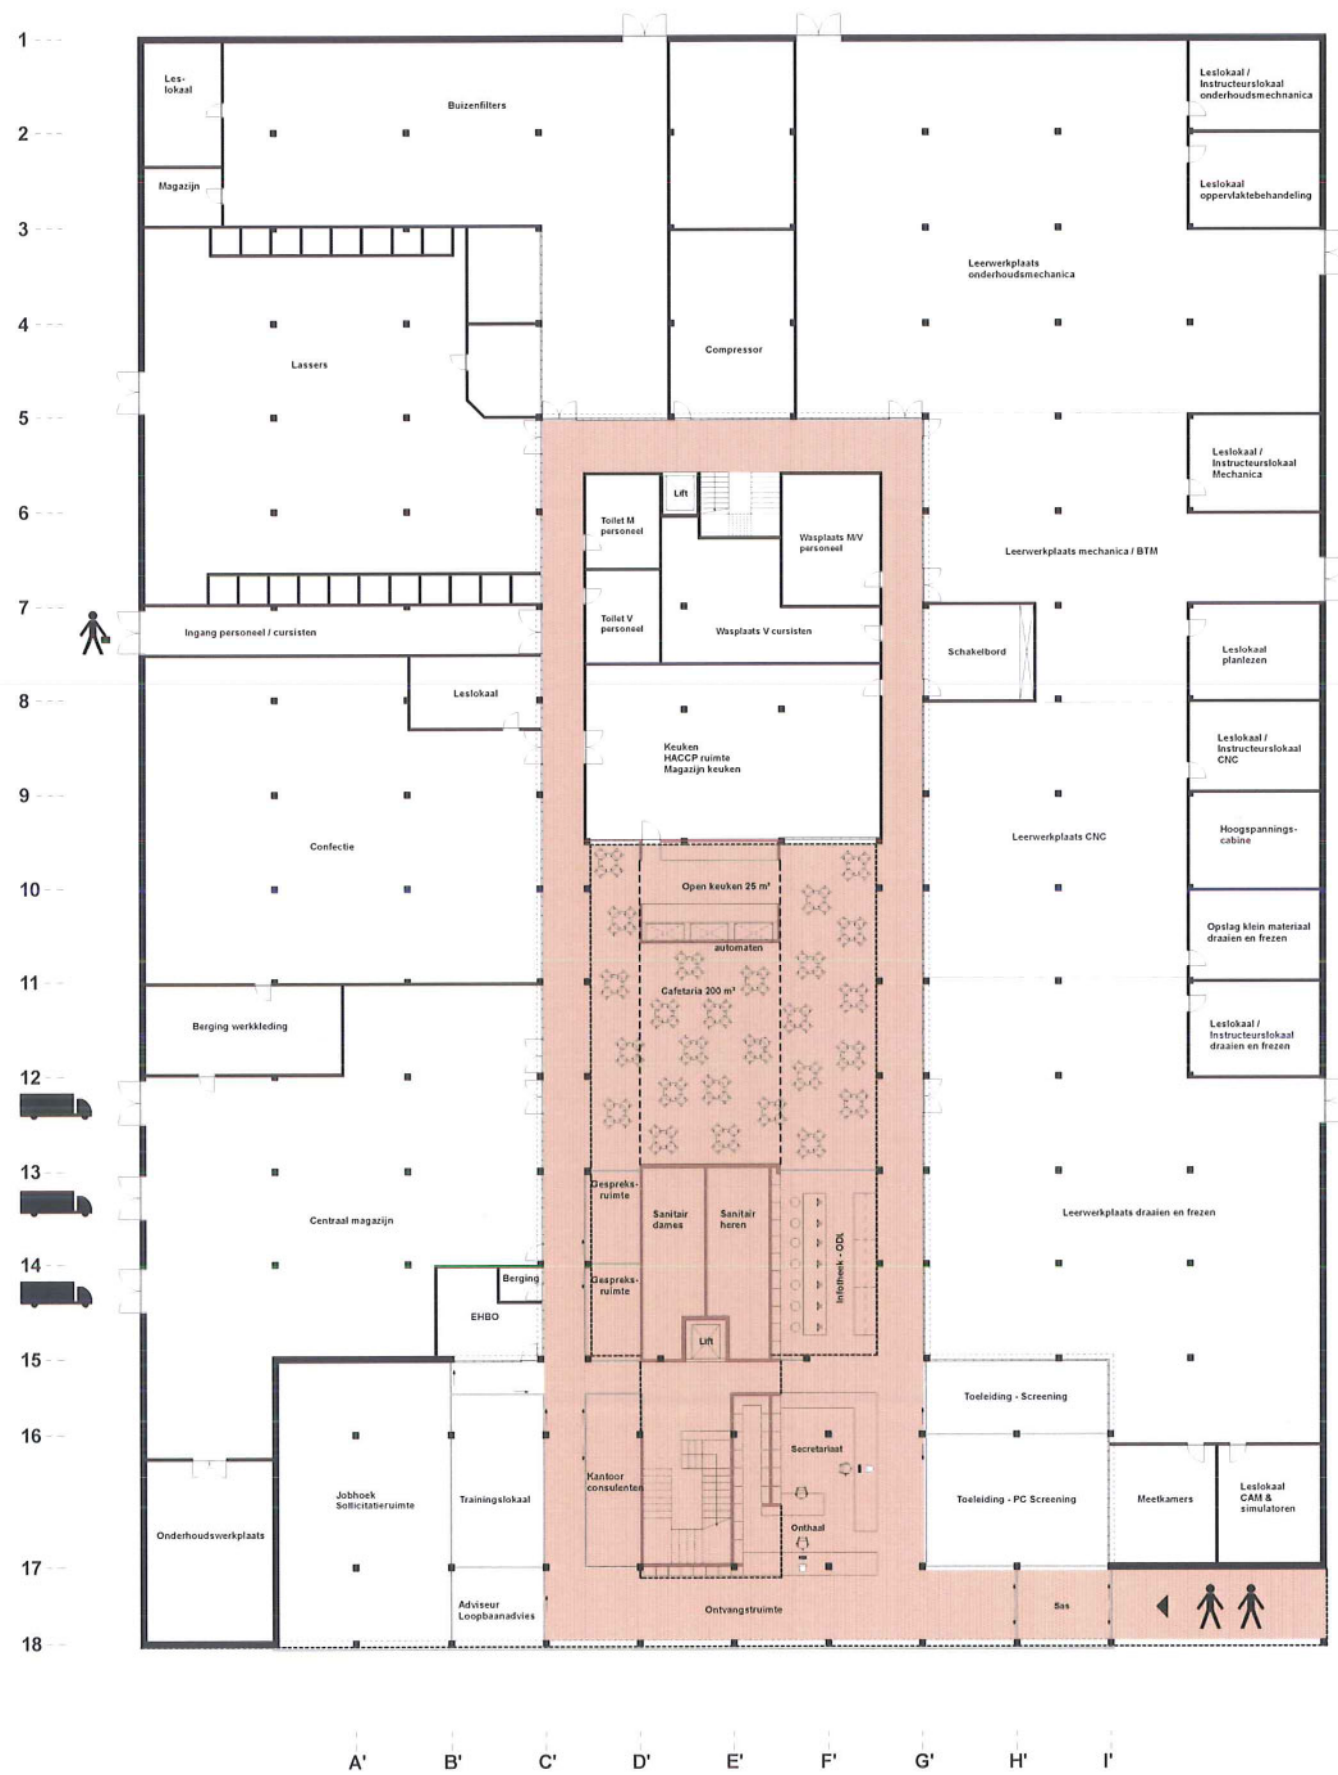 1
Les-
lokaal
Buizenfilters
Leslokaal /
Instructeurslokaal
onderhoudsmechnanica
2
Magazijn
Leslokaal
oppervlaktebehandeling
3
Leerwerkplaats
onderhoudsmechanica
4
Lassers
Compressor
5
Leslokaal /
Instructeurslokaal
Mechanica
Lift
6
Toilet M
personeel
Wasplaats M/V
personeel
Leerwerkplaats mechanica / BTM
7
Ingang personeel / cursisten
Toilet V
personeel
Wasplaats V cursisten
Schakelbord
Leslokaal
planlezen
8
Leslokaal
Keuken
HACCP ruimte
Magazijn keuken
Leslokaal /
Instructeurslokaal
CNC
9
Confectie
Leerwerkplaats CNC
Hoogspannings-
cabine
10
Open keuken 25 m²
automaten
Opslag klein materiaal
draaien en frezen
11
Cafetaria 200 m²
Berging werkkleding
Leslokaal /
Instructeurslokaal
draaien en frezen
12
13
Gespreks-
ruimte
Sanitair
dames
Sanitair
heren
Centraal magazijn
Leerwerkplaats draaien en frezen
Infotheek - ODL
14
Berging
Gespreks-
ruimte
EHBO
Lift
15
Toeleiding - Screening
16
Secretariaat
Kantoor
consulenten
Jobhoek
Sollicitatieruimte
Trainingslokaal
Toeleiding - PC Screening
Meetkamers
Leslokaal
CAM &
simulatoren
Onderhoudswerkplaats
Onthaal
17
Adviseur
Loopbaanadvies
Ontvangstruimte
Sas
18
A' B' C' D' E' F' G' H' I'